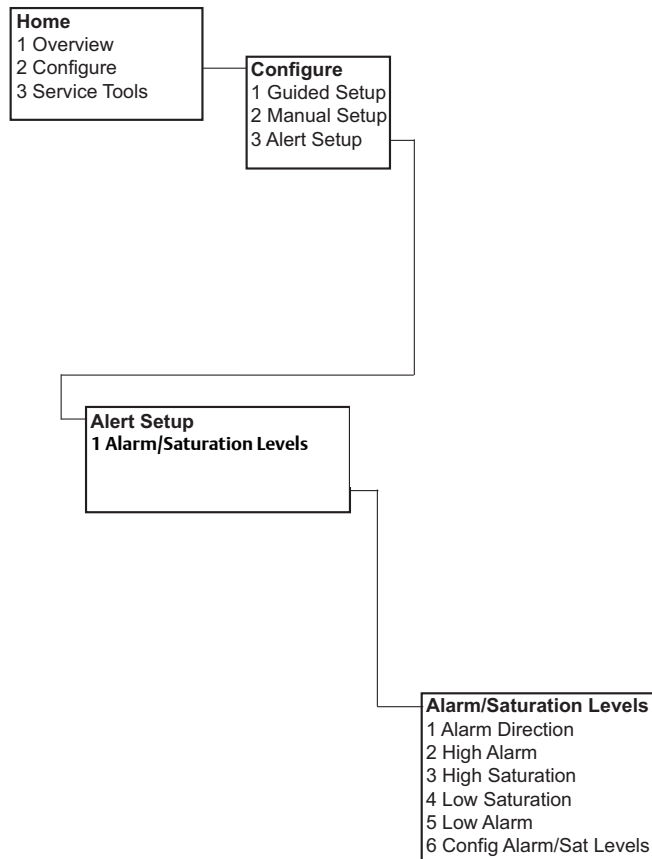 Home
1 Overview
2 Configure
3 Service Tools
Configure
1 Guided Setup
2 Manual Setup
3 Alert Setup
Alert Setup
1 Alarm/Saturation Levels
Alarm/Saturation Levels
1 Alarm Direction
2 High Alarm
3 High Saturation
4 Low Saturation
5 Low Alarm
6 Config Alarm/Sat Levels